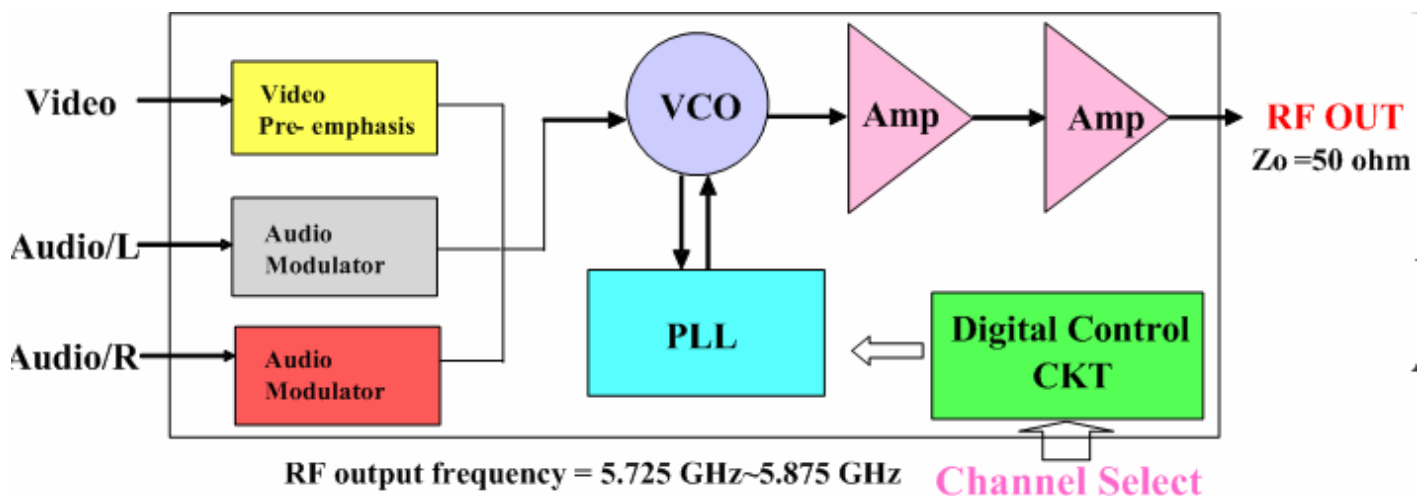 Video
Video
Pre- emphasis
VCO
Amp
Amp
RF OUT
Zo =50 ohm
Audio/L
Audio
Modulator
Audio/R
Audio
Modulator
PLL
Digital Control
CKT
RF output frequency = 5.725 GHz~5.875 GHz
Channel Select